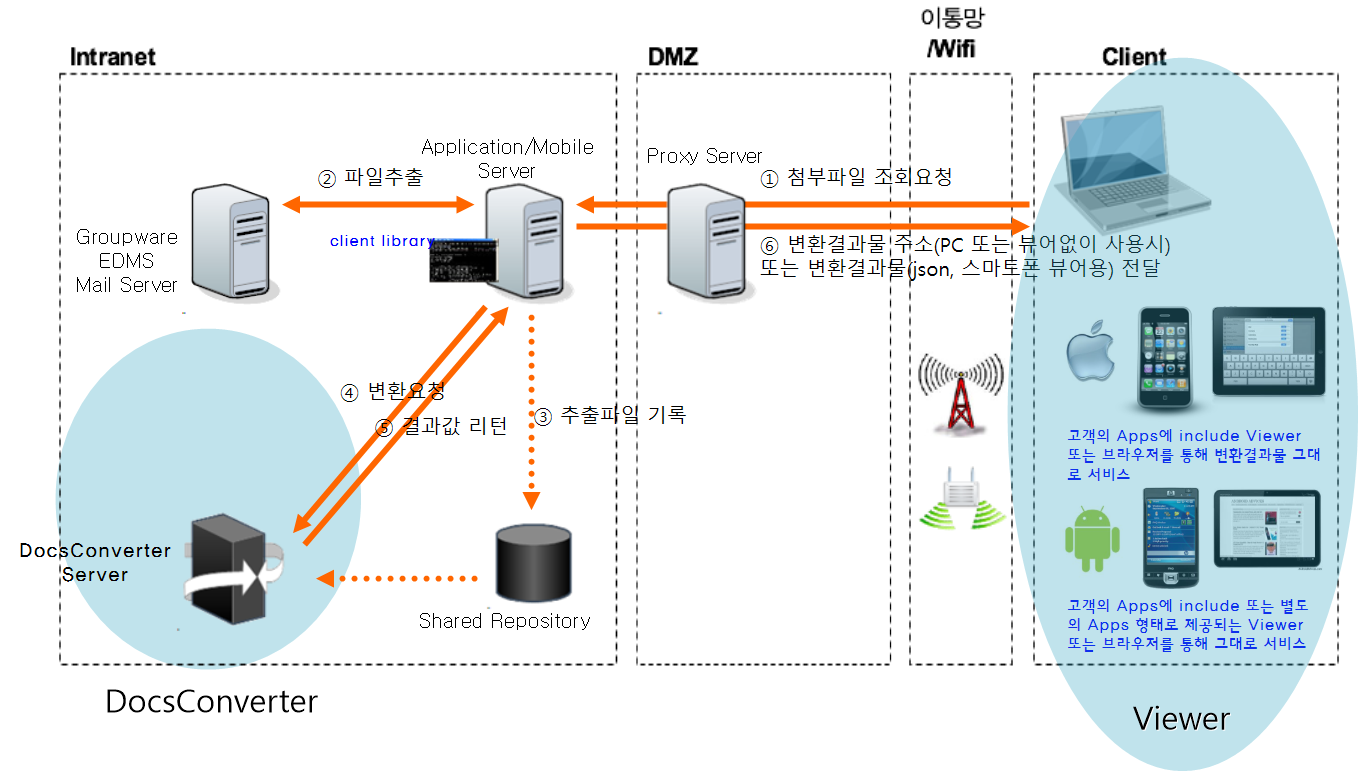 이통망
/Wifi
Intranet
DMZ
Client
Application/Mobile
Server
Proxy Server
② 파일추출
① 첨부파일 조회요청
Groupware
EDMS
Mail Server
client library
⑥ 변환결과물 주소(PC 또는 뷰어없이 사용시)
또는 변환결과물(json, 스마토폰 뷰어용) 전달
④ 변환요청
⑤ 결과값 리턴
③ 추출파일 기록
고객의 Apps에 include Viewer
또는 브라우저를 통해 변환결과물 그대
로 서비스
DocsConverter
Server
Shared Repository
고객의 Apps에 include 또는 별도
의 Apps 형태로 제공되는 Viewer
또는 브라우저를 통해 그대로 서비스
DocsConverter
Viewer